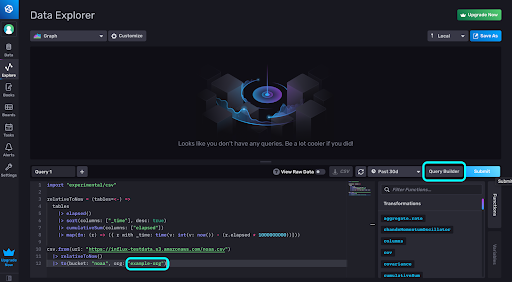 Data Explorer
Upgrade Now
Graph
Customize
Local
Save As
Data
Explore
Books
Boards
Tasks
Alerts
Settings
Upgrade
Now
Looks like you don't have any queries. Be a lot cooler if you did!
Query 1
+
View Raw Data
CSV
Past 30d
Query Builder
Submit
1 import "experimental/csv"
2
3 relativeToNow = (tables=<-) =>
4 tables
5 |> elapsed()
6 |> sort(columns: ["_time"], desc: true)
7 |> cumulativeSum(columns: ["elapsed"])
8 |> map(fn: (r) => ({ r with _time: time(v: int(v: now()) - (r.elapsed * 1000000000))}))
9
10 csv.from(url: "https://influx-testdata.s3.amazonaws.com/noaa.csv")
11 |> relativeToNow()
12 |> to(bucket: "noaa", org: "example-org")
Filter Functions...
Transformations
aggregate.rate
chandeMomentumOscillator
columns
cov
covariance
cumulativeSum
Submit
Functions
Variables